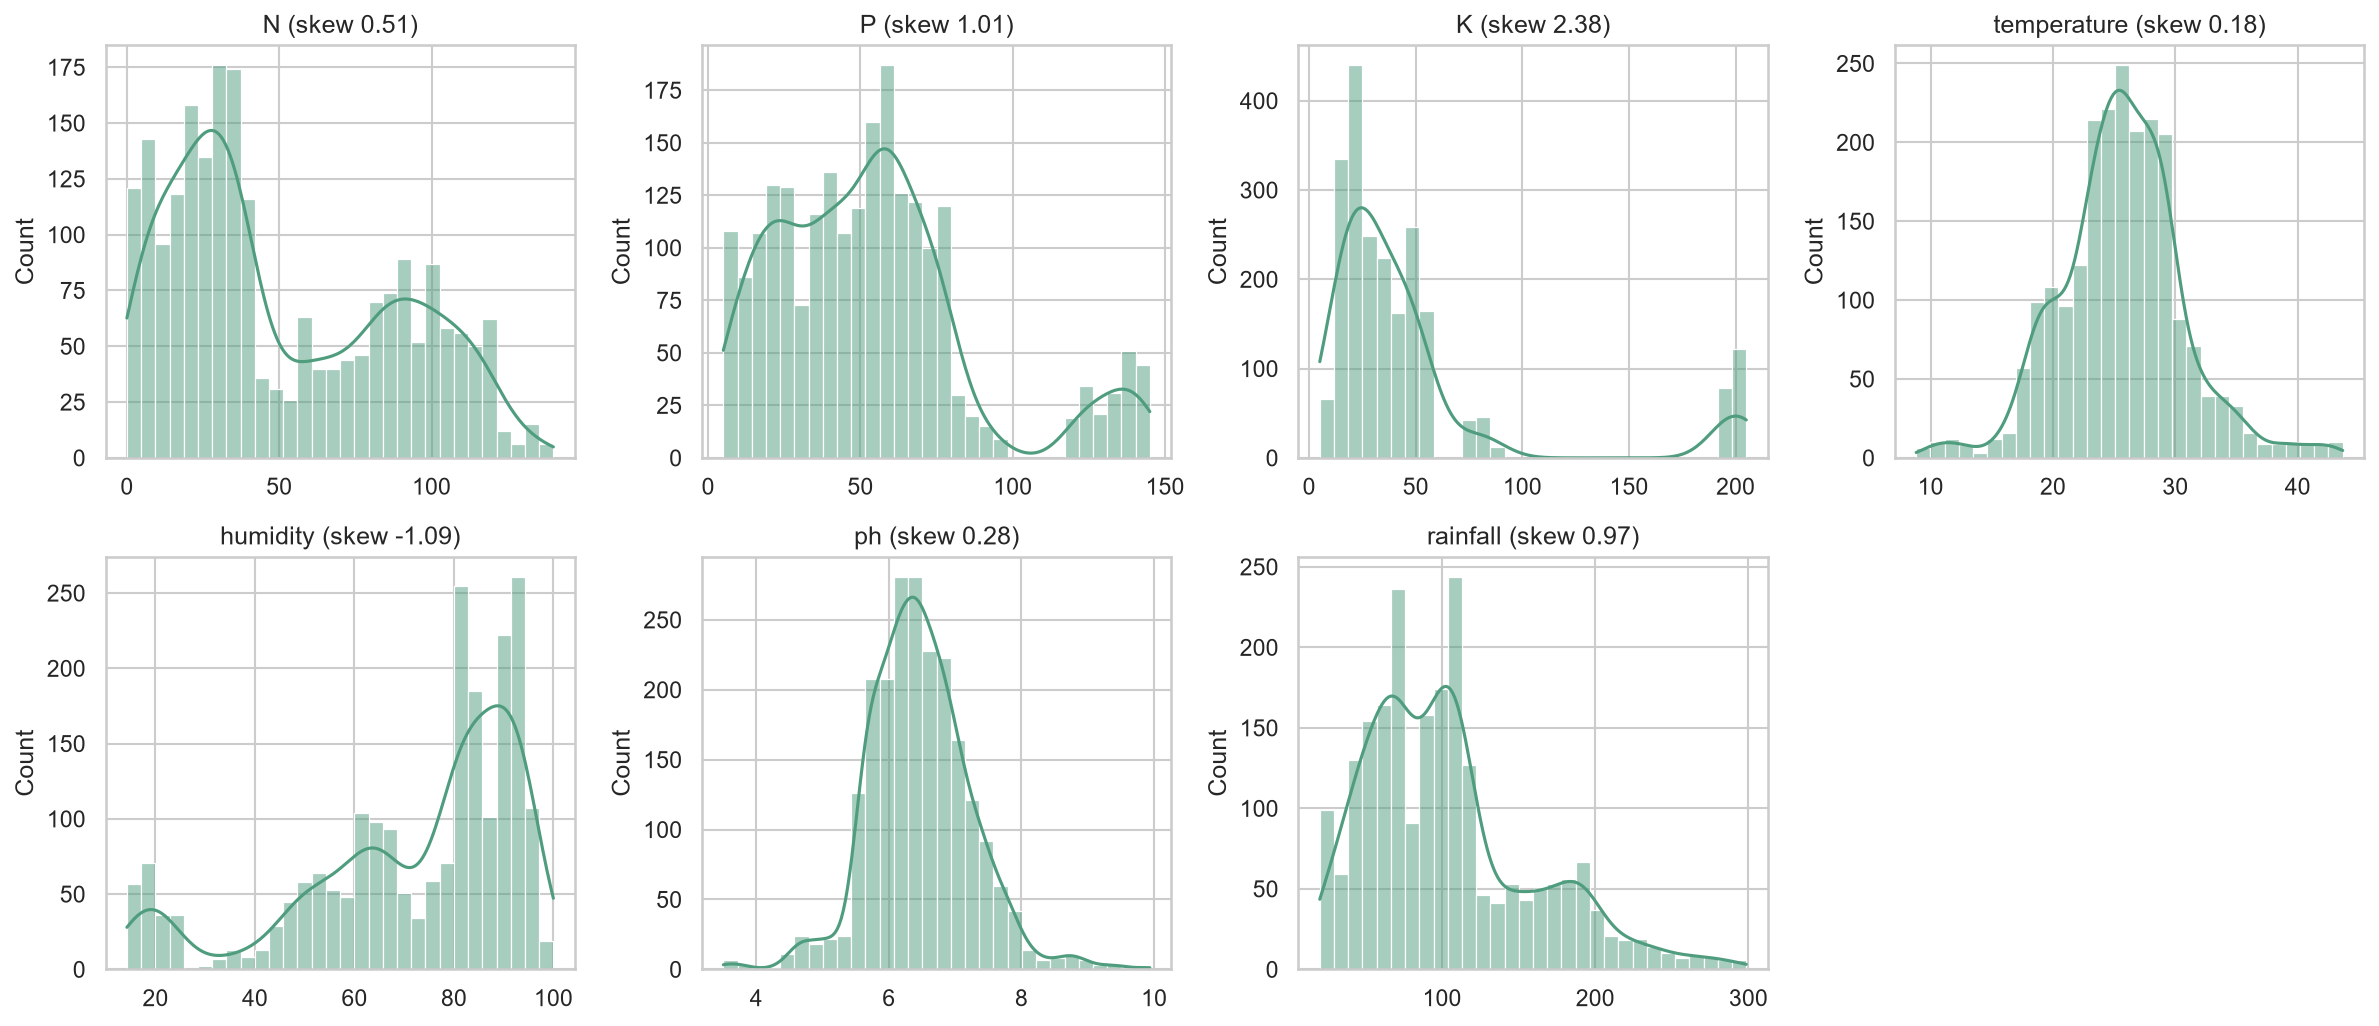 N (skew 0.51)
Count
175
150
125
100
75
50
25
0
0 50 100
P (skew 1.01)
Count
175
150
125
100
75
50
25
0
0 50 100 150
K (skew 2.38)
Count
400
300
200
100
0
0 50 100 150 200
temperature (skew 0.18)
Count
250
200
150
100
50
0
10 20 30 40
humidity (skew -1.09)
Count
250
200
150
100
50
0
20 40 60 80 100
ph (skew 0.28)
Count
250
200
150
100
50
0
4 6 8 10
rainfall (skew 0.97)
Count
250
200
150
100
50
0
100 200 300